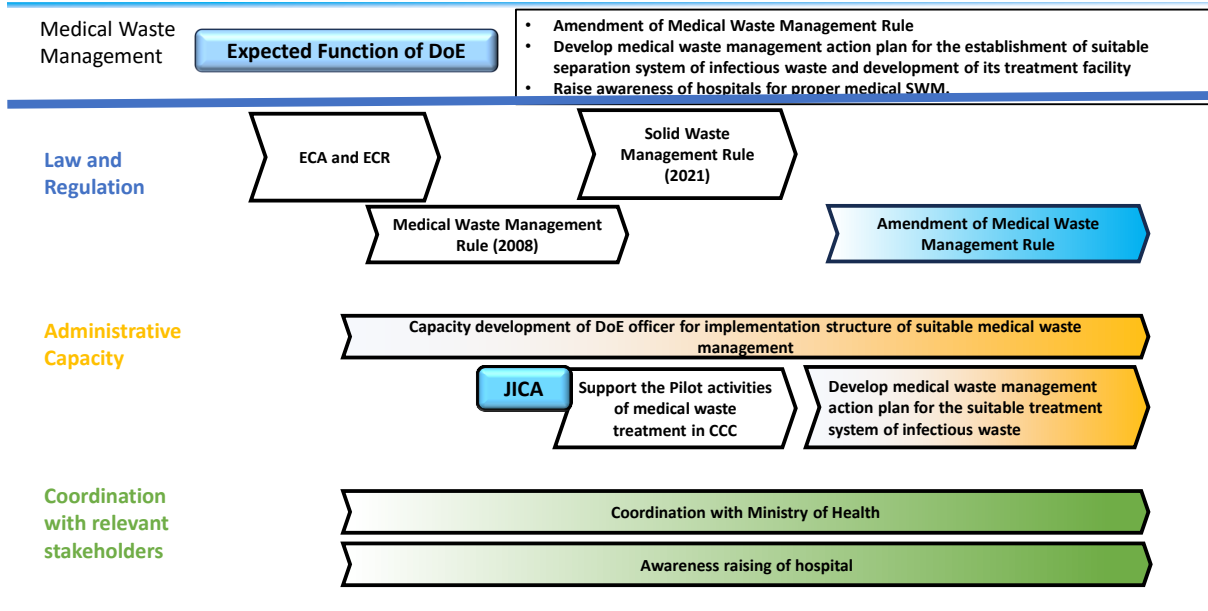 Medical Waste
Management
Expected Function of DoE
• Amendment of Medical Waste Management Rule
• Develop medical waste management action plan for the establishment of suitable
separation system of infectious waste and development of its treatment facility
• Raise awareness of hospitals for proper medical SWM.
Law and
Regulation
ECA and ECR
Solid Waste
Management Rule
(2021)
Medical Waste Management
Rule (2008)
Amendment of Medical Waste
Management Rule
Administrative
Capacity
Capacity development of DoE officer for implementation structure of suitable medical waste
management
JICA
Support the Pilot activities
of medical waste
treatment in CCC
Develop medical waste management
action plan for the suitable treatment
system of infectious waste
Coordination
with relevant
stakeholders
Coordination with Ministry of Health
Awareness raising of hospital